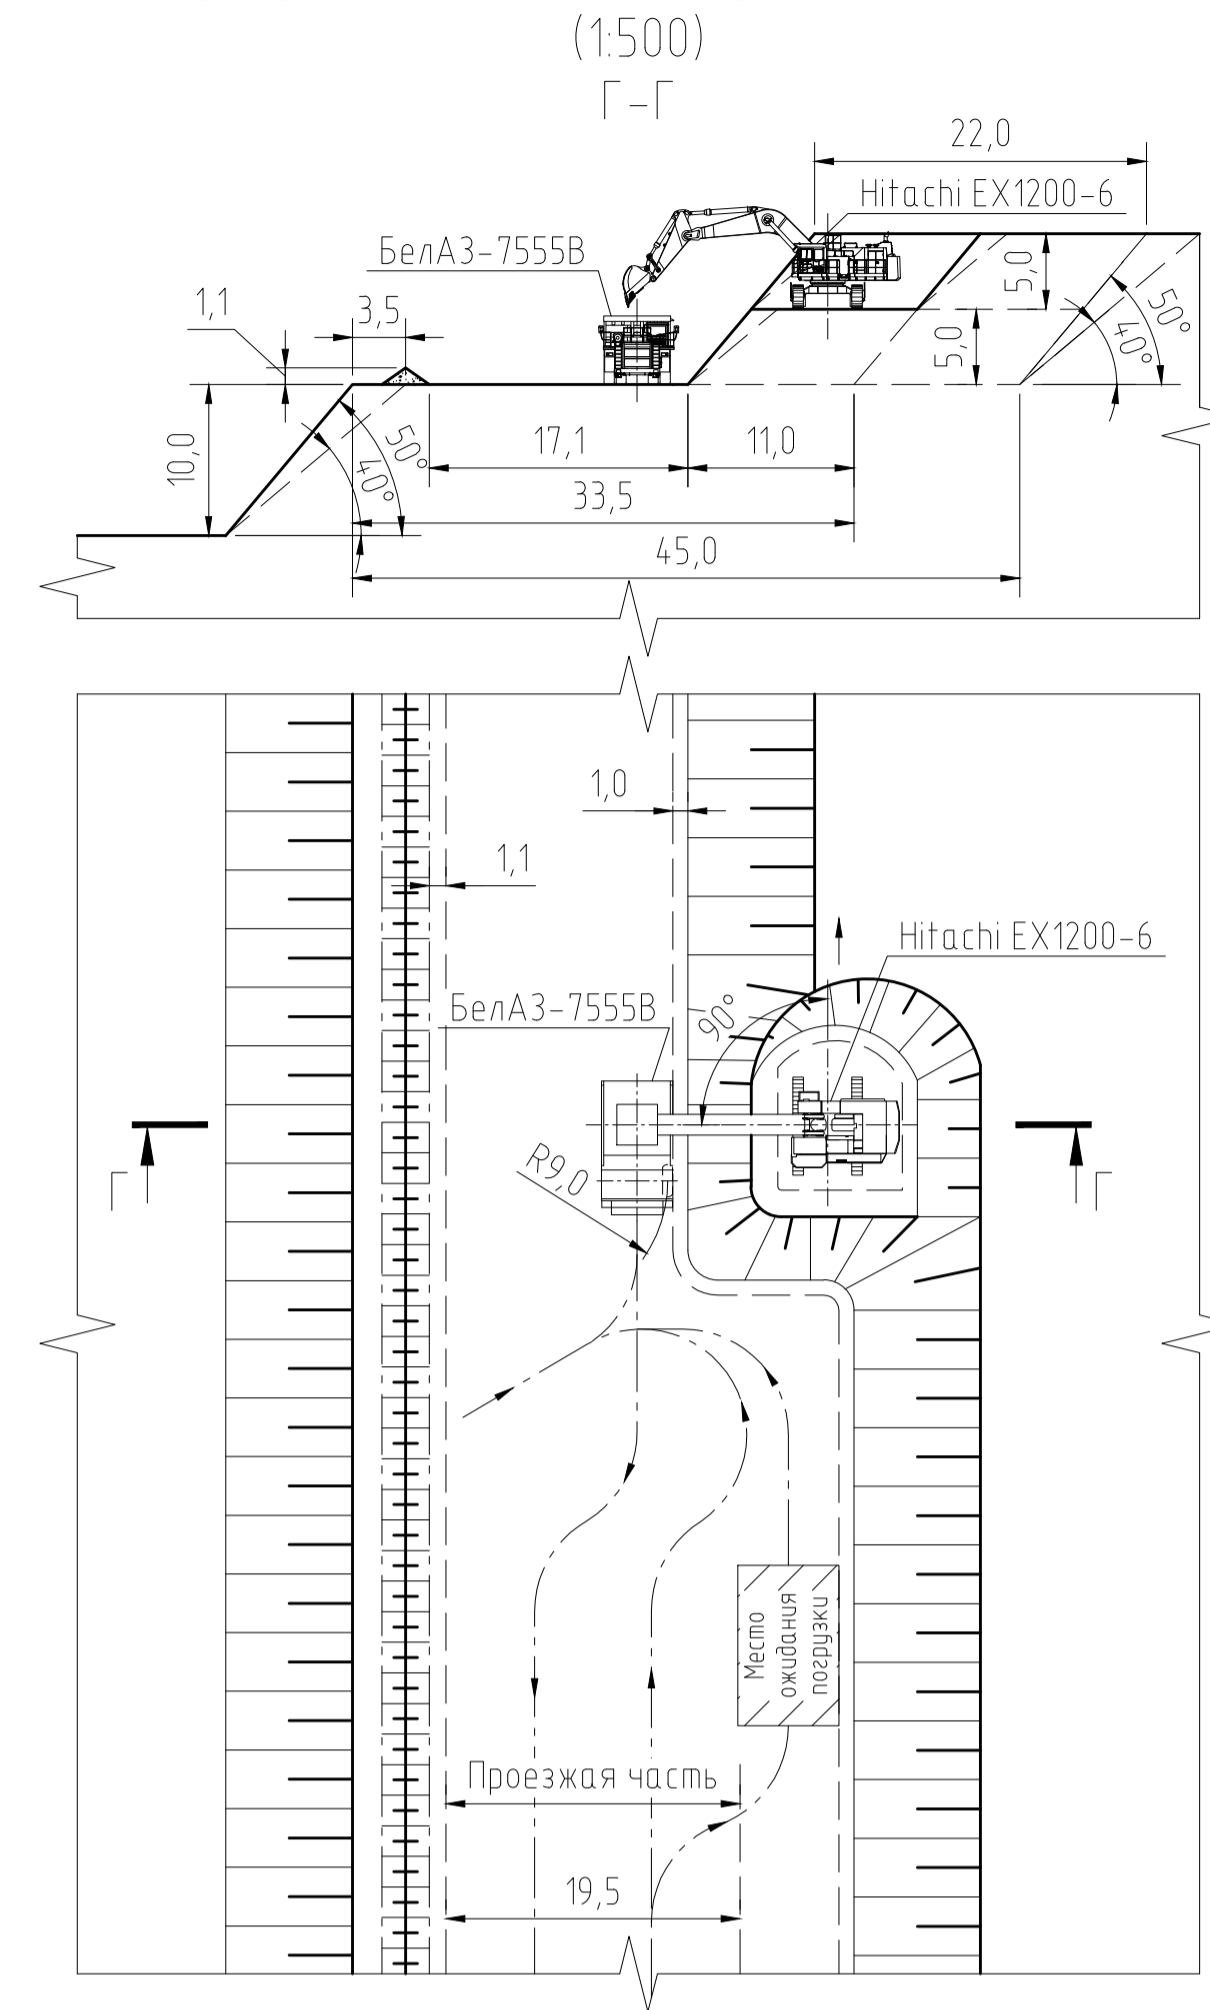 (1:500)
Г-Г
22,0
Hitachi EX1200-6
БелАЗ-7555В
1,1
3,5
5,0
5,0
50°
40°
10,0
50°
40°
17,1
11,0
33,5
45,0
1,0
1,1
Hitachi EX1200-6
БелАЗ-7555В
90°
R9,0
Г
Г
Место
ожидания
погрузки
Проезжая часть
19,5